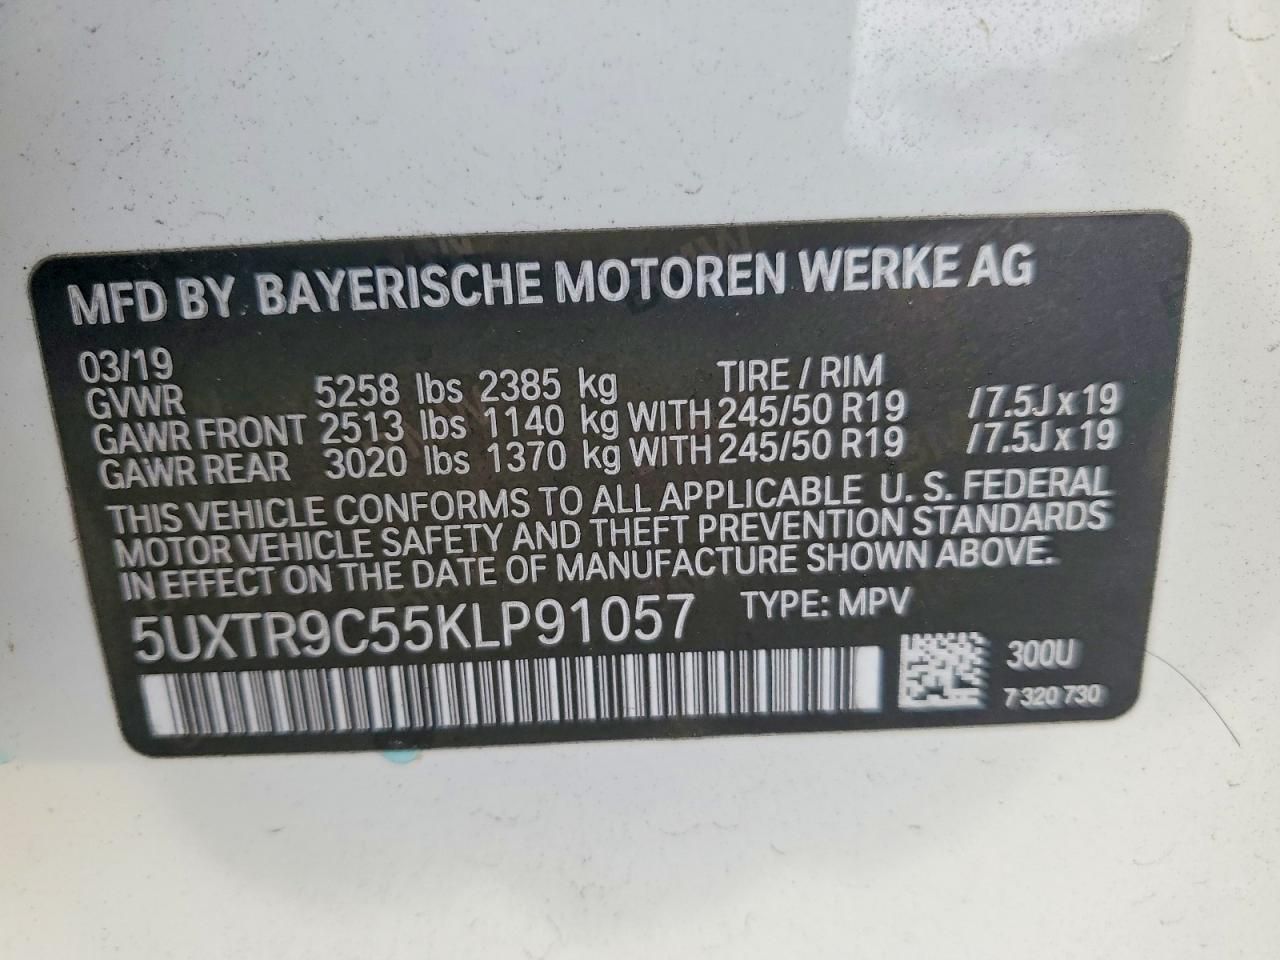 MFD BY BAYERISCHE MOTOREN WERKE AG
03/19
TIRE / RIM
GVWR 5258 lbs 2385 kg
GAWR FRONT 2513 lbs 1140 kg WITH 245/50 R19 /7.5J x 19
GAWR REAR 3020 lbs 1370 kg WITH 245/50 R19 /7.5J x 19
THIS VEHICLE CONFORMS TO ALL APPLICABLE U. S. FEDERAL
MOTOR VEHICLE SAFETY AND THEFT PREVENTION STANDARDS
IN EFFECT ON THE DATE OF MANUFACTURE SHOWN ABOVE.
5UXTR9C55KLP91057 TYPE: MPV
300U
7 320 730